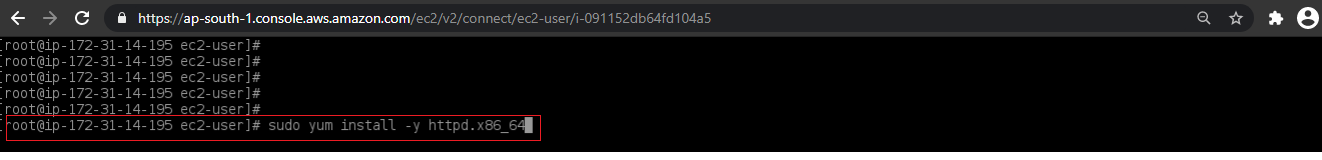 https://ap-south-1.console.aws.amazon.com/ec2/v2/connect/ec2-user/i-091152db64fd104a5
[root@ip-172-31-14-195 ec2-user]#
[root@ip-172-31-14-195 ec2-user]#
[root@ip-172-31-14-195 ec2-user]#
[root@ip-172-31-14-195 ec2-user]#
[root@ip-172-31-14-195 ec2-user]#
[root@ip-172-31-14-195 ec2-user]# sudo yum install -y httpd.x86_64